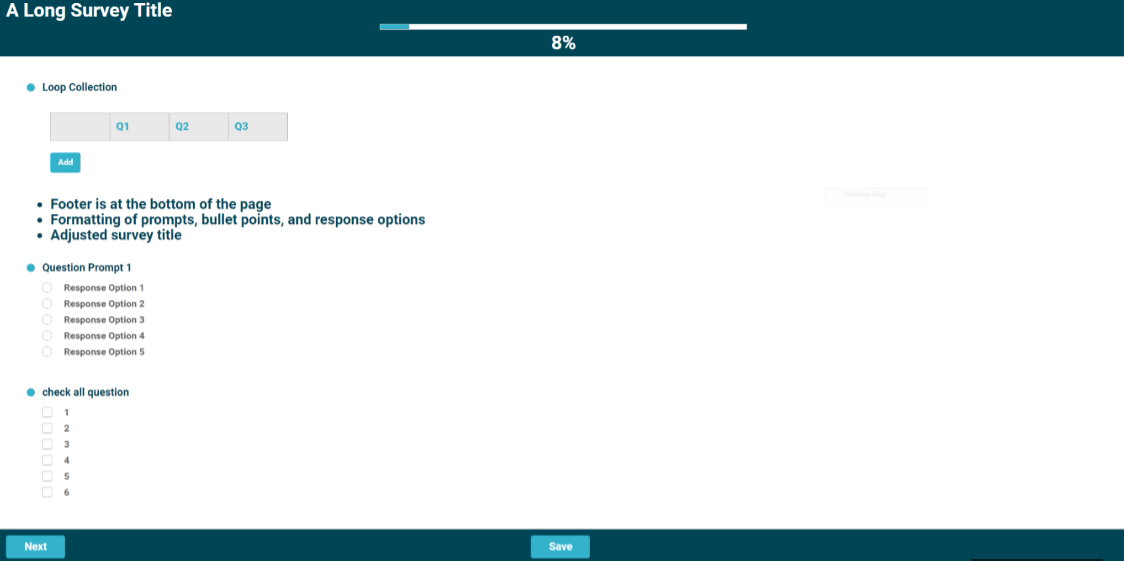 A Long Survey Title
8%
Loop Collection
Q1 Q2 Q3
Add
Footer is at the bottom of the page
Formatting of prompts, bullet points, and response options
Adjusted survey title
Question Prompt 1
Response Option 1
Response Option 2
Response Option 3
Response Option 4
Response Option 5
check all question
1
2
3
4
5
6
Next Save